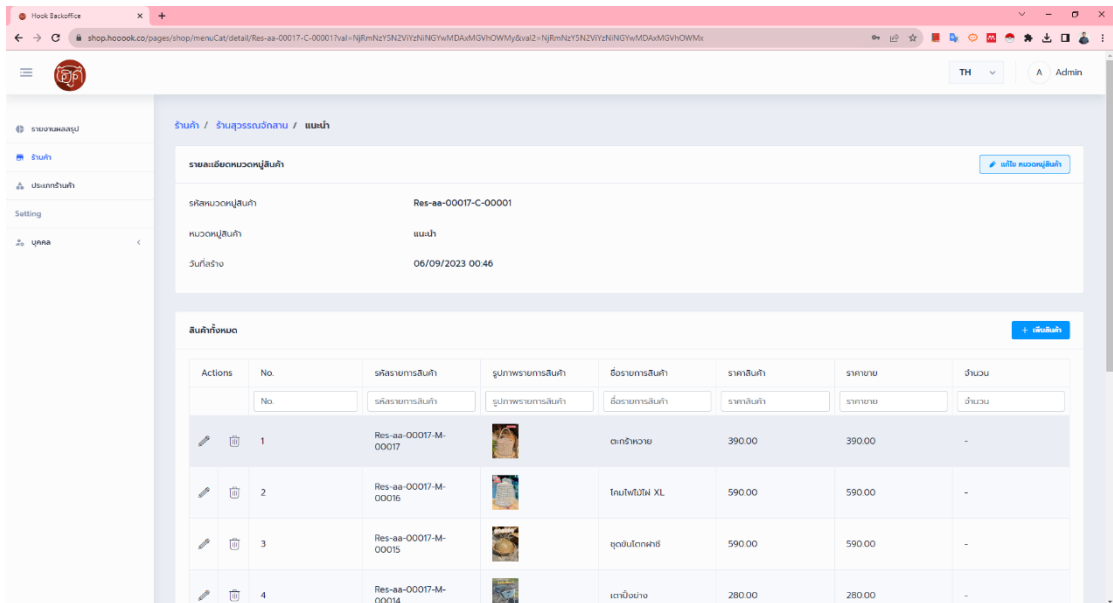 Hook Backoffice
shop.hooook.co/pages/shop/menuCat/detail/Res-aa-00017-C-00001?val=NjRmNzY5N2ViYzNiNGYwMDAxMGVhOWMy&val2=NjRmNzY5N2ViYzNiNGYwMDAxMGVhOWMx
TH
A Admin
รายงานผลสรุป
ร้านค้า
ประเภทร้านค้า
Setting
บุคคล
ร้านค้า / ร้านสุวรรณจักสาน / แนะนำ
รายละเอียดหมวดหมู่สินค้า
แก้ไข หมวดหมู่สินค้า
รหัสหมวดหมู่สินค้า Res-aa-00017-C-00001
หมวดหมู่สินค้า แนะนำ
วันที่สร้าง 06/09/2023 00:46
สินค้าทั้งหมด
+ เพิ่มสินค้า
Actions No. รหัสรายการสินค้า รูปภาพรายการสินค้า ชื่อรายการสินค้า ราคาสินค้า ราคาขาย จำนวน
No. รหัสรายการสินค้า รูปภาพรายการสินค้า ชื่อรายการสินค้า ราคาสินค้า ราคาขาย จำนวน
1 Res-aa-00017-M-00017 ตะกร้าหวาย 390.00 390.00 -
2 Res-aa-00017-M-00016 โคมไฟไม้ไผ่ XL 590.00 590.00 -
3 Res-aa-00017-M-00015 ชุดขันโตกฝาชี 590.00 590.00 -
4 Res-aa-00017-M-00014 เตาปิ้งย่าง 280.00 280.00 -